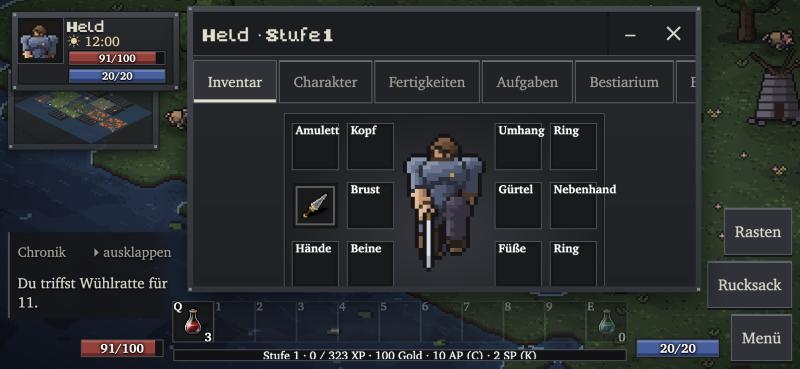 Held
12:00
91/100
20/20
Held · Stufe 1
–
×
Inventar
Charakter
Fertigkeiten
Aufgaben
Bestiarium
Amulett
Kopf
Umhang
Ring
Brust
Gürtel
Nebenhand
Hände
Beine
Füße
Ring
Chronik
ausklappen
Du triffst Wühlratte für
11.
Rasten
Rucksack
Menü
Q
3
1
2
3
4
5
6
7
8
9
E
0
91/100
Stufe 1 · 0 / 323 XP · 100 Gold · 10 AP (C) · 2 SP (K)
20/20